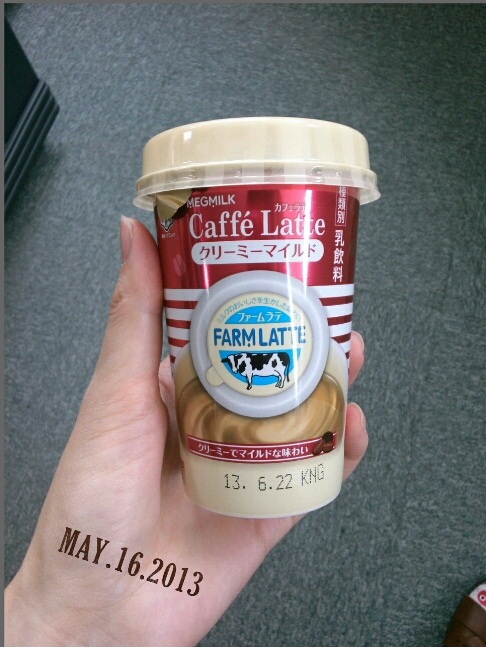 MEGMILK
カフェラテ
Caffé Latte
クリーミーマイルド
種類別 乳飲料
ファームラテ
FARM LATTE
クリーミーでマイルドな味わい
13. 6.22 KNG
MAY.16.2013